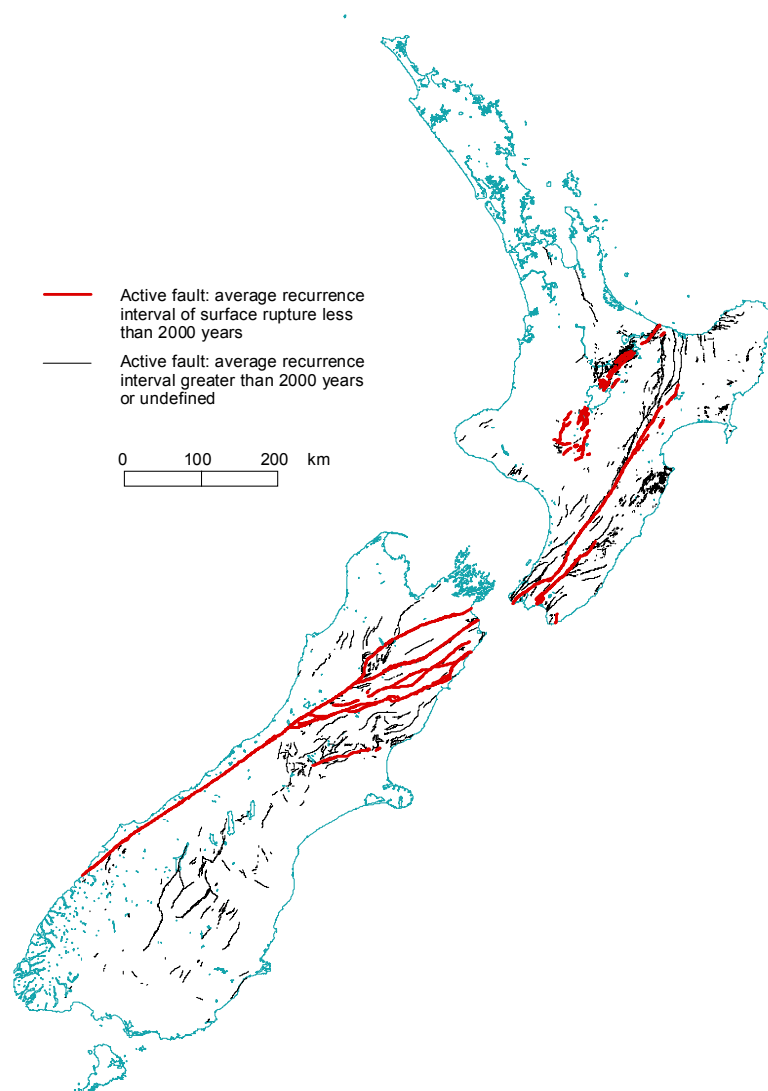 Active fault: average recurrence
interval of surface rupture less
than 2000 years
Active fault: average recurrence
interval greater than 2000 years
or undefined
0 100 200 km